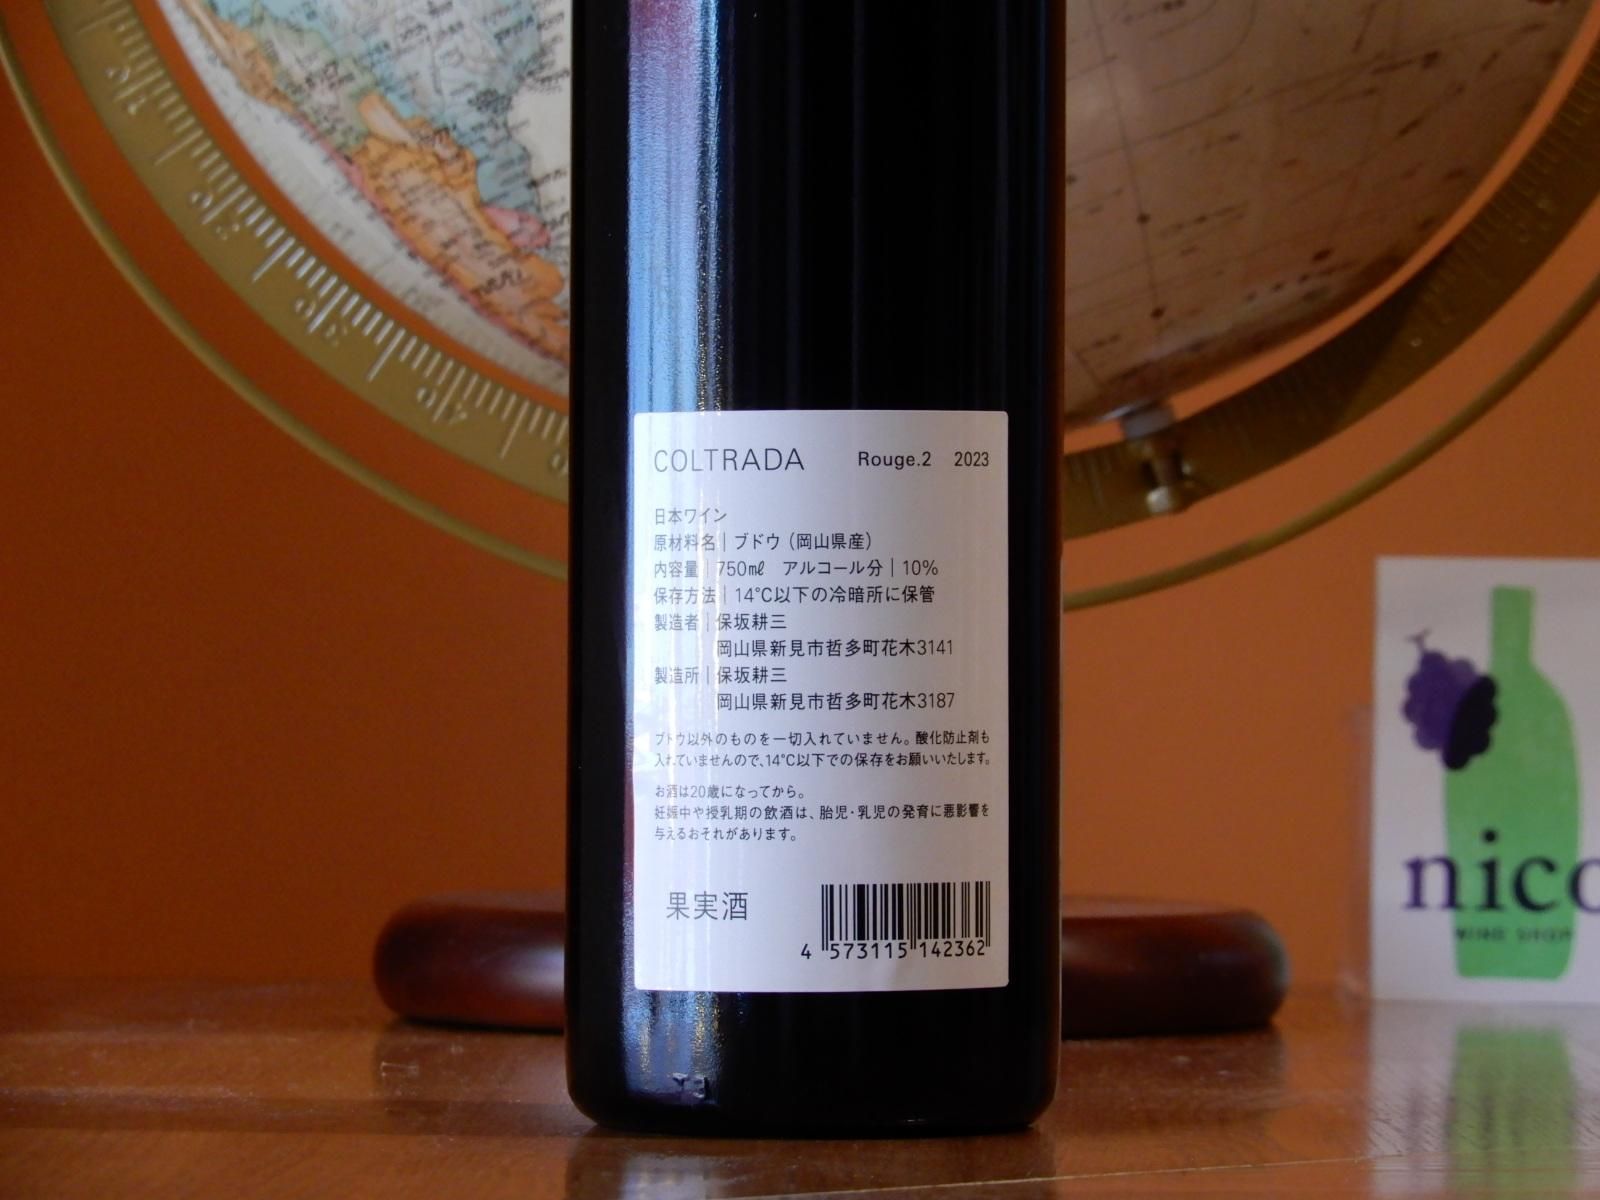 COLTRADA Rouge.2 2023
日本ワイン
原材料名｜ブドウ（岡山県産）
内容量｜750㎖ アルコール分｜10%
保存方法｜14℃以下の冷暗所に保管
製造者｜保坂耕三
岡山県新見市哲多町花木3141
製造所｜保坂耕三
岡山県新見市哲多町花木3187
ブドウ以外のものを一切入れていません。酸化防止剤も
入れていませんので、14℃以下での保存をお願いいたします。
お酒は20歳になってから。
妊娠中や授乳期の飲酒は、胎児・乳児の発育に悪影響を
与えるおそれがあります。
果実酒
4 573115 142362
nico
WINE SHOP